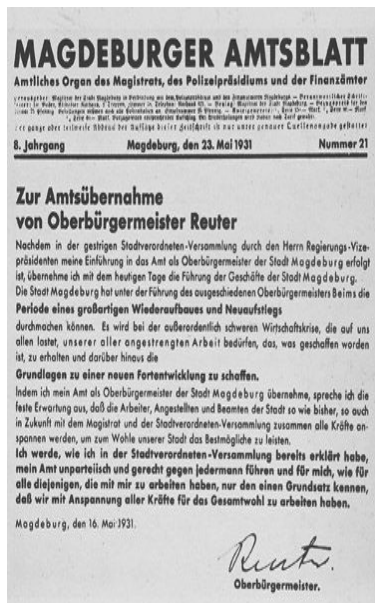 MAGDEBURGER AMTSBLATT
Amtliches Organ des Magistrats, des Polizeipräsidiums und der Finanzämter
8. Jahrgang Magdeburg, den 23. Mai 1931 Nummer 21
Zur Amtsübernahme
von Oberbürgermeister Reuter
Nachdem in der gestrigen Stadtverordneten-Versammlung durch den Herrn Regierungs-Vize-
präsidenten meine Einführung in das Amt als Oberbürgermeister der Stadt Magdeburg erfolgt
ist, übernehme ich mit dem heutigen Tage die Führung der Geschäfte der Stadt Magdeburg.
Die Stadt Magdeburg hat unter der Führung des ausgeschiedenen Oberbürgermeisters Beims die
Periode eines großartigen Wiederaufbaues und Neuaufstiegs
durchmachen können. Es wird bei der außerordentlich schweren Wirtschaftskrise, die auf uns
allen lastet, unserer aller angestrengten Arbeit bedürfen, das, was geschaffen worden
ist, zu erhalten und darüber hinaus die
Grundlagen zu einer neuen Fortentwicklung zu schaffen.
Indem ich mein Amt als Oberbürgermeister der Stadt Magdeburg übernehme, spreche ich die
feste Erwartung aus, daß die Arbeiter, Angestellten und Beamten der Stadt so wie bisher, so auch
in Zukunft mit dem Magistrat und der Stadtverordneten-Versammlung zusammen alle Kräfte an-
spannen werden, um zum Wohle unserer Stadt das Bestmögliche zu leisten.
Ich werde, wie ich in der Stadtverordneten-Versammlung bereits erklärt habe,
mein Amt unparteiisch und gerecht gegen jedermann führen und für mich, wie für
alle diejenigen, die mit mir zu arbeiten haben, nur den einen Grundsatz kennen,
daß wir mit Anspannung aller Kräfte für das Gesamtwohl zu arbeiten haben.
Magdeburg, den 16. Mai 1931.
Reuter.
Oberbürgermeister.